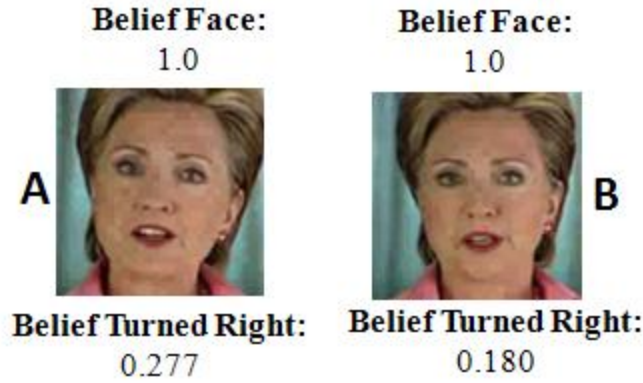 Belief Face:
1.0
Belief Face:
1.0
A
B
Belief Turned Right:
0.277
Belief Turned Right:
0.180